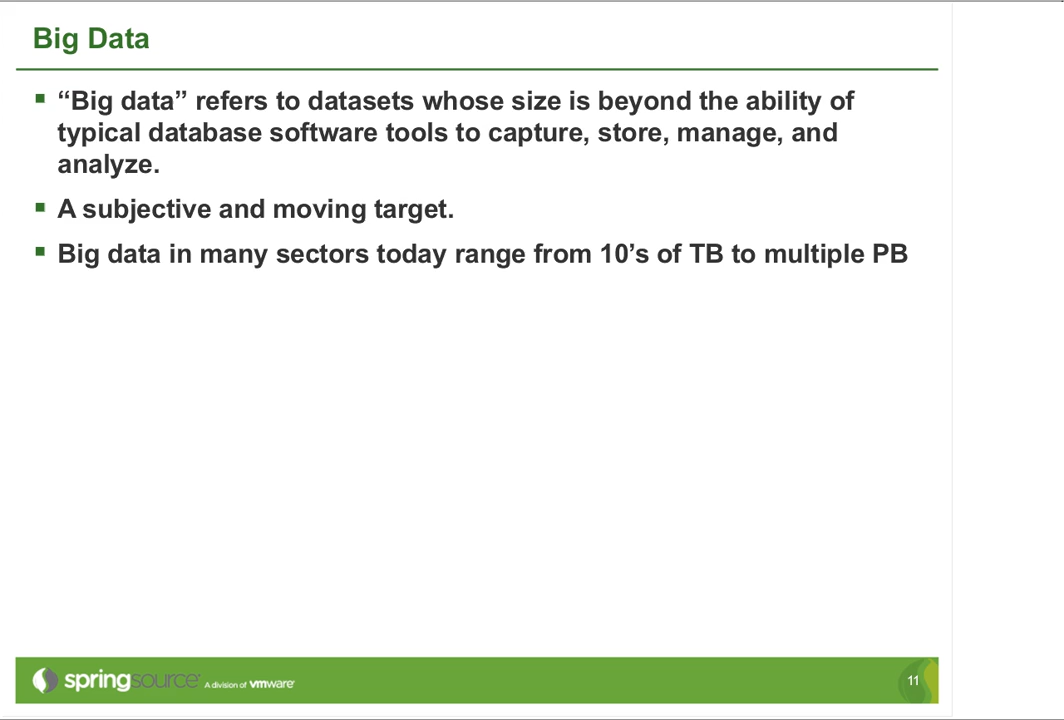 Big Data
▪ “Big data” refers to datasets whose size is beyond the ability of
typical database software tools to capture, store, manage, and
analyze.
▪ A subjective and moving target.
▪ Big data in many sectors today range from 10’s of TB to multiple PB
springsource A division of vmware
11